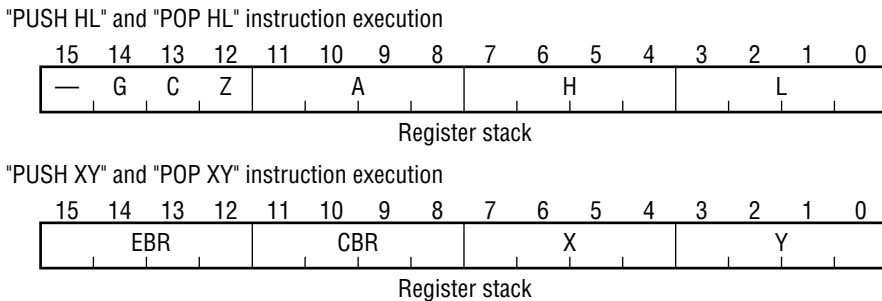 "PUSH HL" and "POP HL" instruction execution
15 14 13 12 11 10 9 8 7 6 5 4 3 2 1 0
— G C Z A H L
Register stack
"PUSH XY" and "POP XY" instruction execution
15 14 13 12 11 10 9 8 7 6 5 4 3 2 1 0
EBR CBR X Y
Register stack